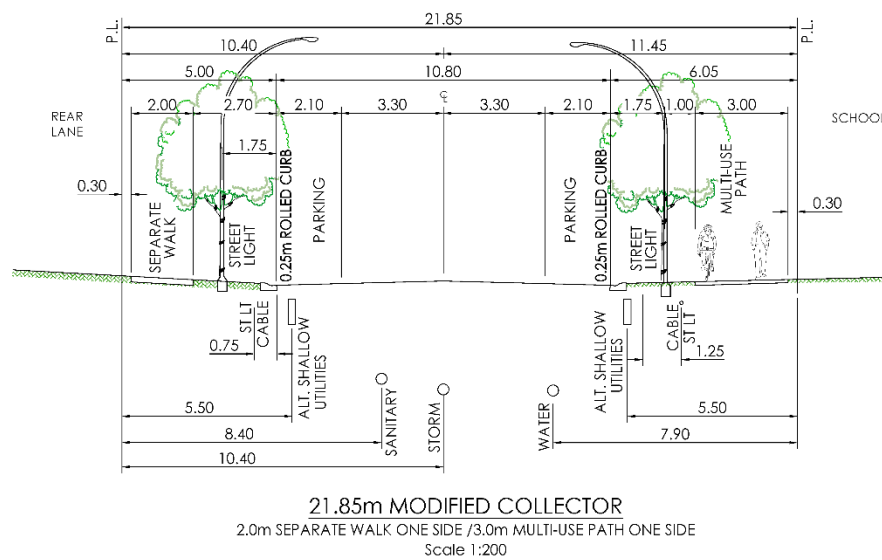 21.85
P.L.
P.L.
10.40
11.45
5.00
10.80
6.05
℄
2.00
2.70
2.10
3.30
3.30
2.10
1.75
1.00
3.00
REAR
LANE
SCHOOL
1.75
0.30
0.30
SEPARATE
WALK
STREET
LIGHT
0.25m ROLLED CURB
PARKING
PARKING
0.25m ROLLED CURB
STREET
LIGHT
MULTI-USE
PATH
ST LT
CABLE
ALT. SHALLOW
UTILITIES
ALT. SHALLOW
UTILITIES
CABLE
ST LT
0.75
1.25
SANITARY
STORM
WATER
5.50
5.50
8.40
7.90
10.40
21.85m MODIFIED COLLECTOR
2.0m SEPARATE WALK ONE SIDE /3.0m MULTI-USE PATH ONE SIDE
Scale 1:200